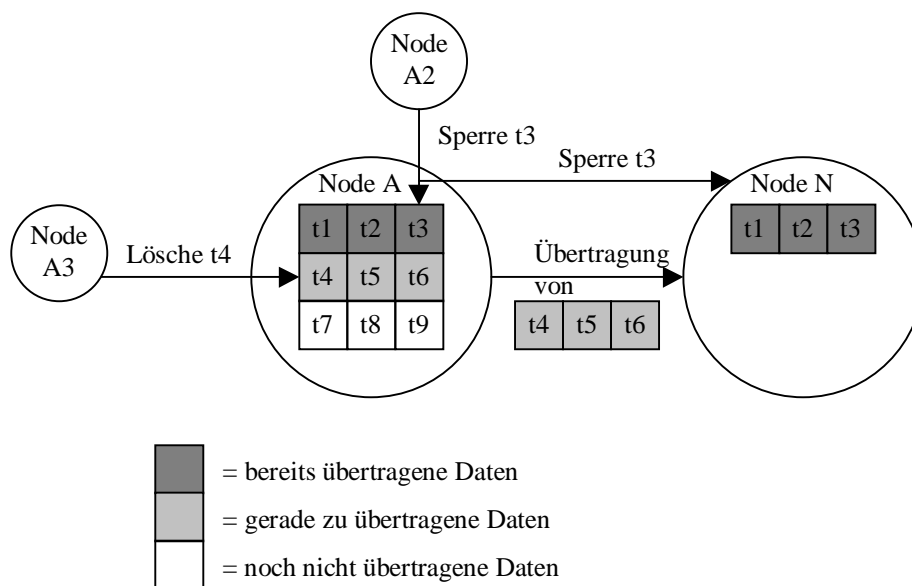 Node
A2
Sperre t3
Sperre t3
Node A
Node N
t1 t2 t3
t1 t2 t3
Node
A3
Lösche t4
Übertragung
von
t4 t5 t6
t4 t5 t6
t7 t8 t9
= bereits übertragene Daten
= gerade zu übertragene Daten
= noch nicht übertragene Daten